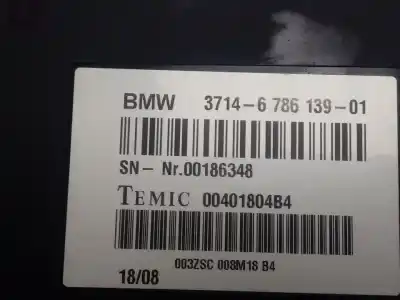 BMW 3714-6 786 139-01
SN- Nr.00186348
TEMIC 00401804B4
003ZSC 008M18 B4
18/08